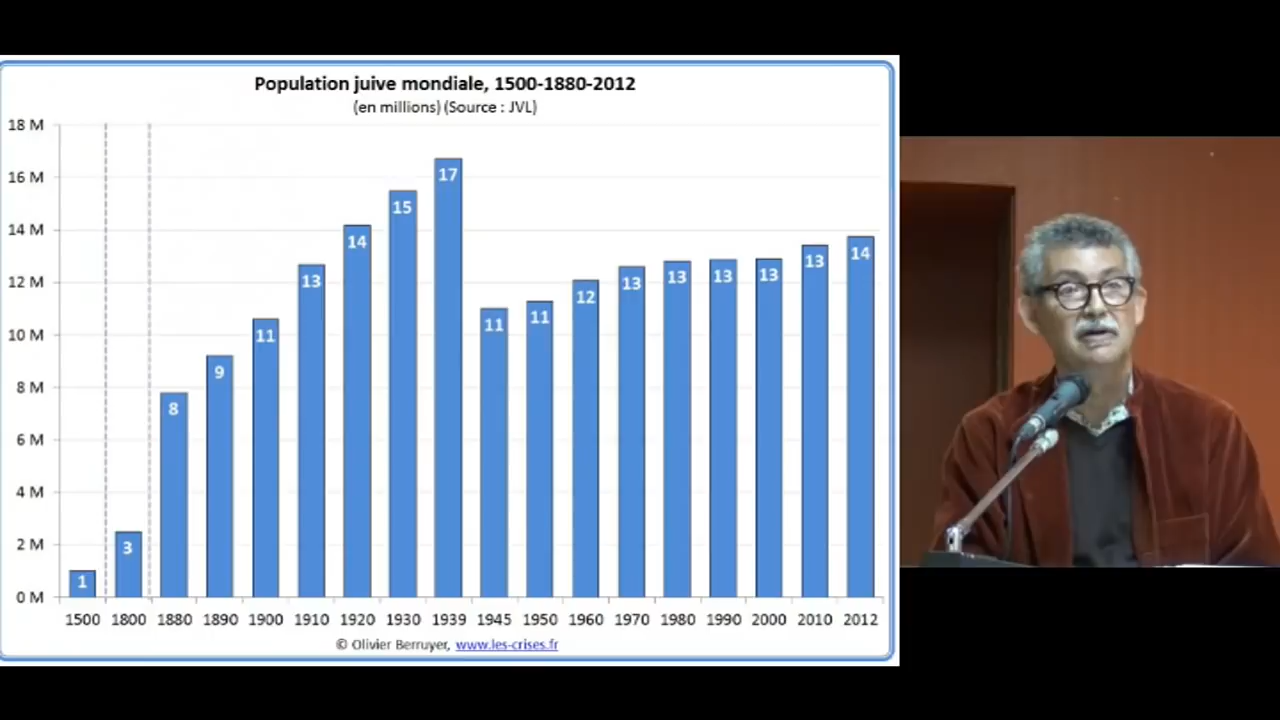 Population juive mondiale, 1500-1880-2012
(en millions) (Source : JVL)
18 M
16 M
14 M
12 M
10 M
8 M
6 M
4 M
2 M
0 M
1
3
8
9
11
13
14
15
17
11
11
12
13
13
13
13
13
14
1500 1800 1880 1890 1900 1910 1920 1930 1939 1945 1950 1960 1970 1980 1990 2000 2010 2012
© Olivier Berruyer, www.les-crises.fr